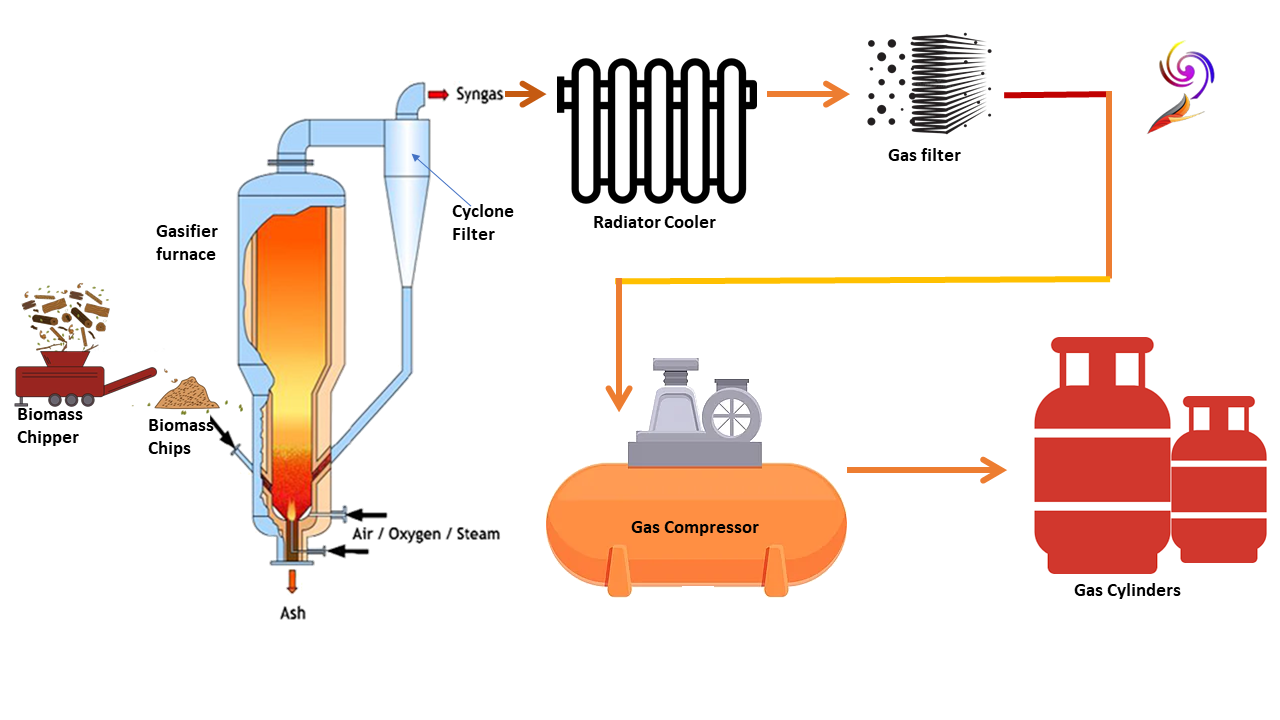 Syngas
Gas filter
Radiator Cooler
Cyclone
Filter
Gasifier
furnace
Biomass
Chipper
Biomass
Chips
Air / Oxygen / Steam
Ash
Gas Compressor
Gas Cylinders